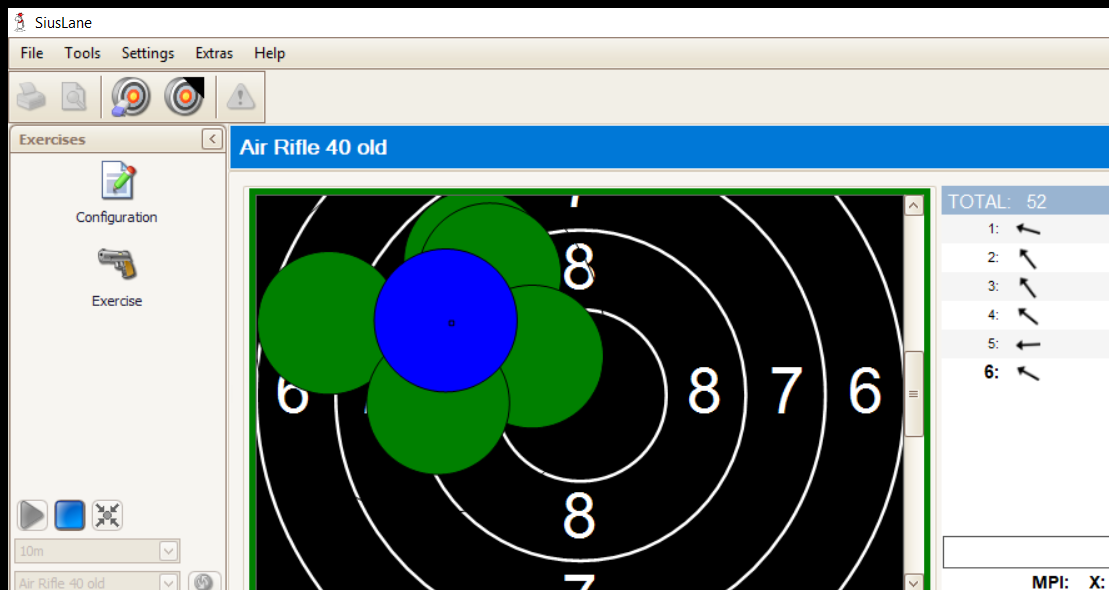 SiusLane
File Tools Settings Extras Help
Exercises
Air Rifle 40 old
Configuration
Exercise
10m
Air Rifle 40 old
7
8
6 8 7 6
8
7
TOTAL: 52
1:
2:
3:
4:
5:
6:
MPI: X: